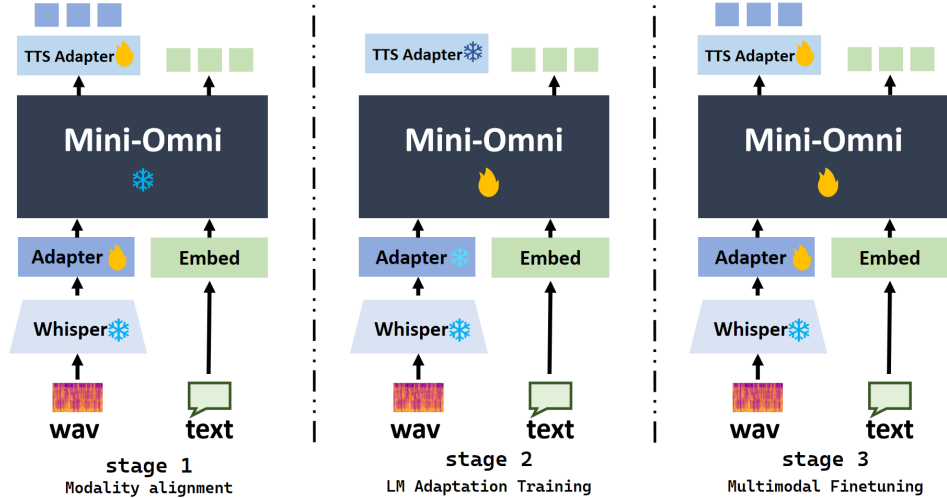 TTS Adapter
Mini-Omni
Adapter
Embed
Whisper
wav
text
stage 1
Modality alignment
TTS Adapter
Mini-Omni
Adapter
Embed
Whisper
wav
text
stage 2
LM Adaptation Training
TTS Adapter
Mini-Omni
Adapter
Embed
Whisper
wav
text
stage 3
Multimodal Finetuning